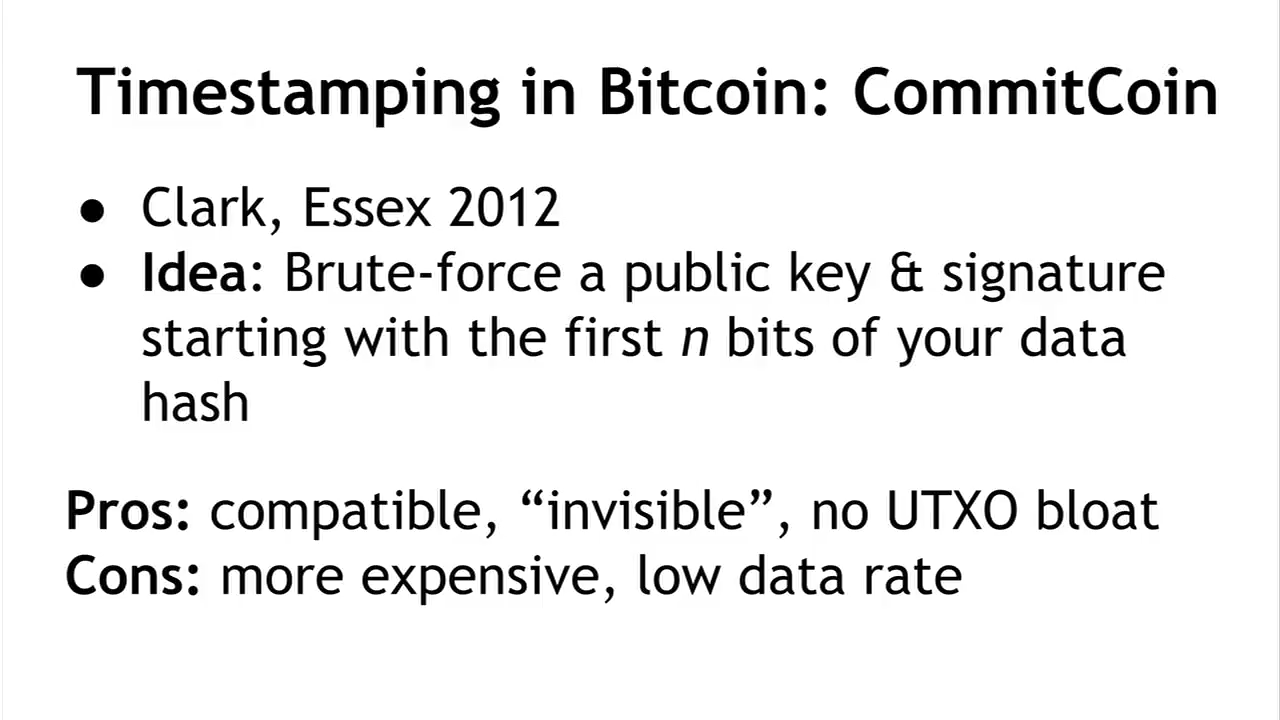 Timestamping in Bitcoin: CommitCoin
● Clark, Essex 2012
● Idea: Brute-force a public key & signature
starting with the first n bits of your data
hash
Pros: compatible, “invisible”, no UTXO bloat
Cons: more expensive, low data rate